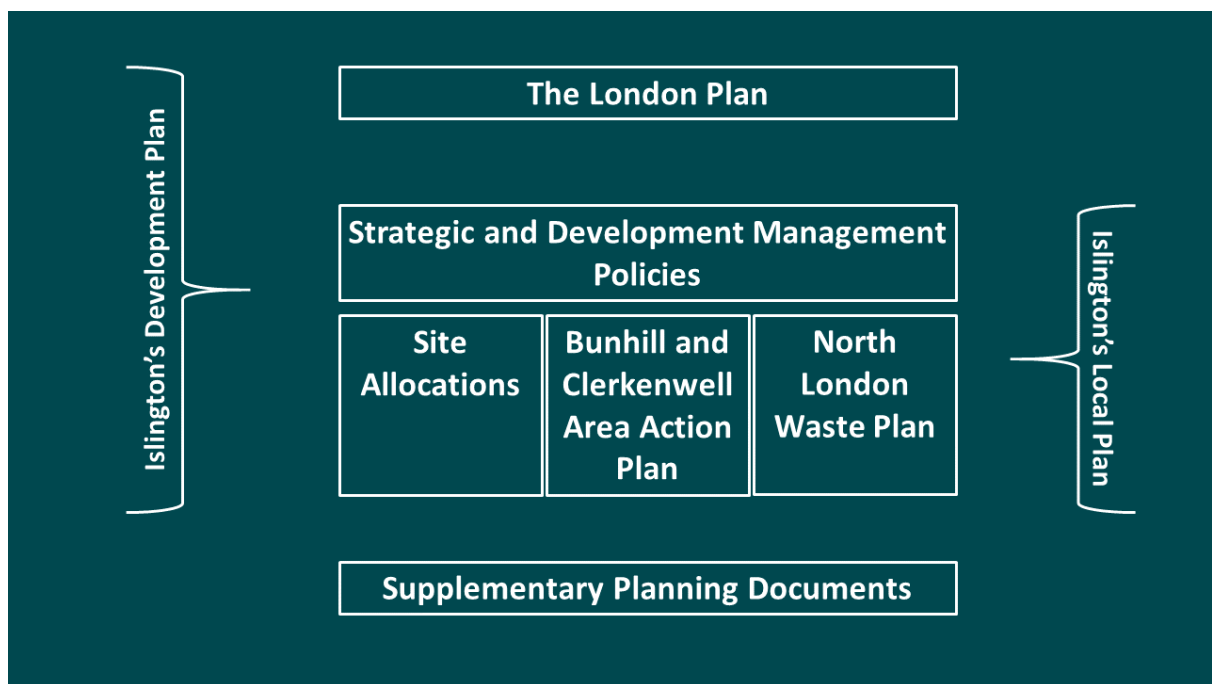 Islington's Development Plan
The London Plan
Strategic and Development Management
Policies
Site
Allocations
Bunhill and
Clerkenwell
Area Action
Plan
North
London
Waste Plan
Islington's Local Plan
Supplementary Planning Documents